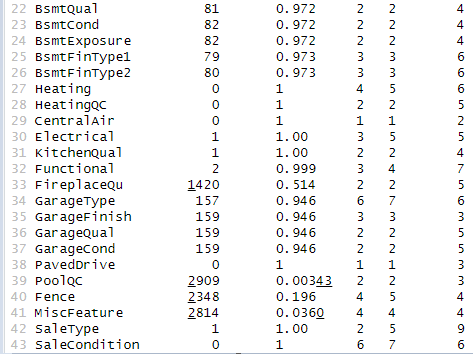 22 BsmtQual 81 0.972 2 2 4
23 BsmtCond 82 0.972 2 2 4
24 BsmtExposure 82 0.972 2 2 4
25 BsmtFinType1 79 0.973 3 3 6
26 BsmtFinType2 80 0.973 3 3 6
27 Heating 0 1 4 5 6
28 HeatingQC 0 1 2 2 5
29 CentralAir 0 1 1 1 2
30 Electrical 1 1.00 3 5 5
31 KitchenQual 1 1.00 2 2 4
32 Functional 2 0.999 3 4 7
33 FireplaceQu 1420 0.514 2 2 5
34 GarageType 157 0.946 6 7 6
35 GarageFinish 159 0.946 3 3 3
36 GarageQual 159 0.946 2 2 5
37 GarageCond 159 0.946 2 2 5
38 PavedDrive 0 1 1 1 3
39 PoolQC 2909 0.00343 2 2 3
40 Fence 2348 0.196 4 5 4
41 MiscFeature 2814 0.0360 4 4 4
42 SaleType 1 1.00 2 5 9
43 SaleCondition 0 1 6 7 6